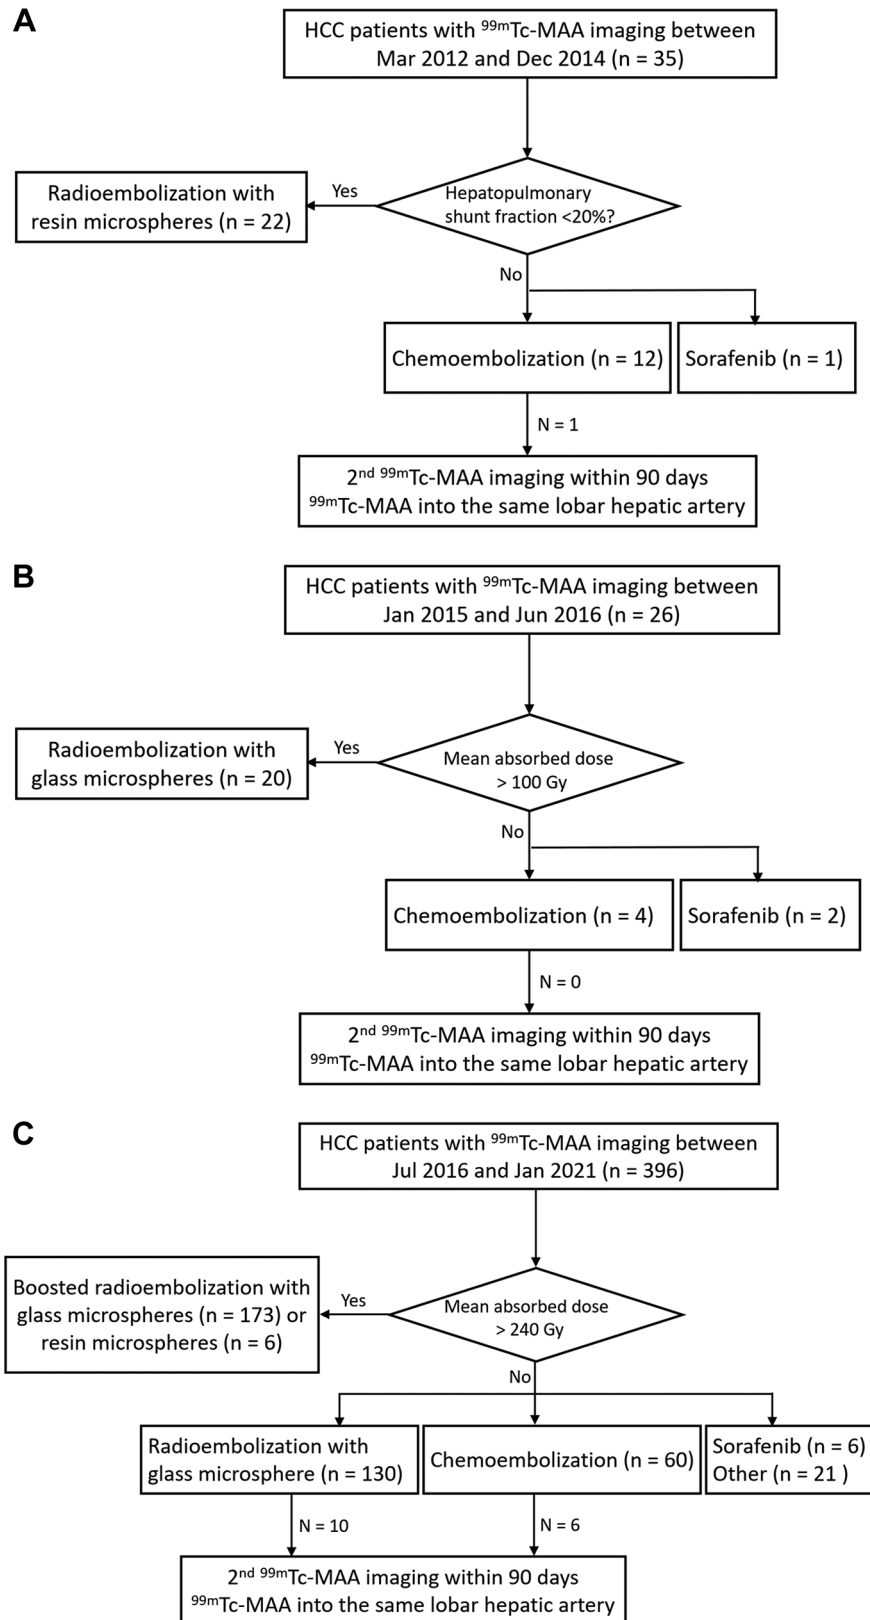 A
HCC patients with ⁹⁹ᵐTc-MAA imaging between
Mar 2012 and Dec 2014 (n = 35)
Hepatopulmonary
shunt fraction <20%?
Yes
Radioembolization with
resin microspheres (n = 22)
No
Chemoembolization (n = 12)
Sorafenib (n = 1)
N = 1
2ⁿᵈ ⁹⁹ᵐTc-MAA imaging within 90 days
⁹⁹ᵐTc-MAA into the same lobar hepatic artery
B
HCC patients with ⁹⁹ᵐTc-MAA imaging between
Jan 2015 and Jun 2016 (n = 26)
Mean absorbed dose
> 100 Gy
Yes
Radioembolization with
glass microspheres (n = 20)
No
Chemoembolization (n = 4)
Sorafenib (n = 2)
N = 0
2ⁿᵈ ⁹⁹ᵐTc-MAA imaging within 90 days
⁹⁹ᵐTc-MAA into the same lobar hepatic artery
C
HCC patients with ⁹⁹ᵐTc-MAA imaging between
Jul 2016 and Jan 2021 (n = 396)
Mean absorbed dose
> 240 Gy
Yes
Boosted radioembolization with
glass microspheres (n = 173) or
resin microspheres (n = 6)
No
Radioembolization with
glass microsphere (n = 130)
Chemoembolization (n = 60)
Sorafenib (n = 6)
Other (n = 21 )
N = 10
N = 6
2ⁿᵈ ⁹⁹ᵐTc-MAA imaging within 90 days
⁹⁹ᵐTc-MAA into the same lobar hepatic artery